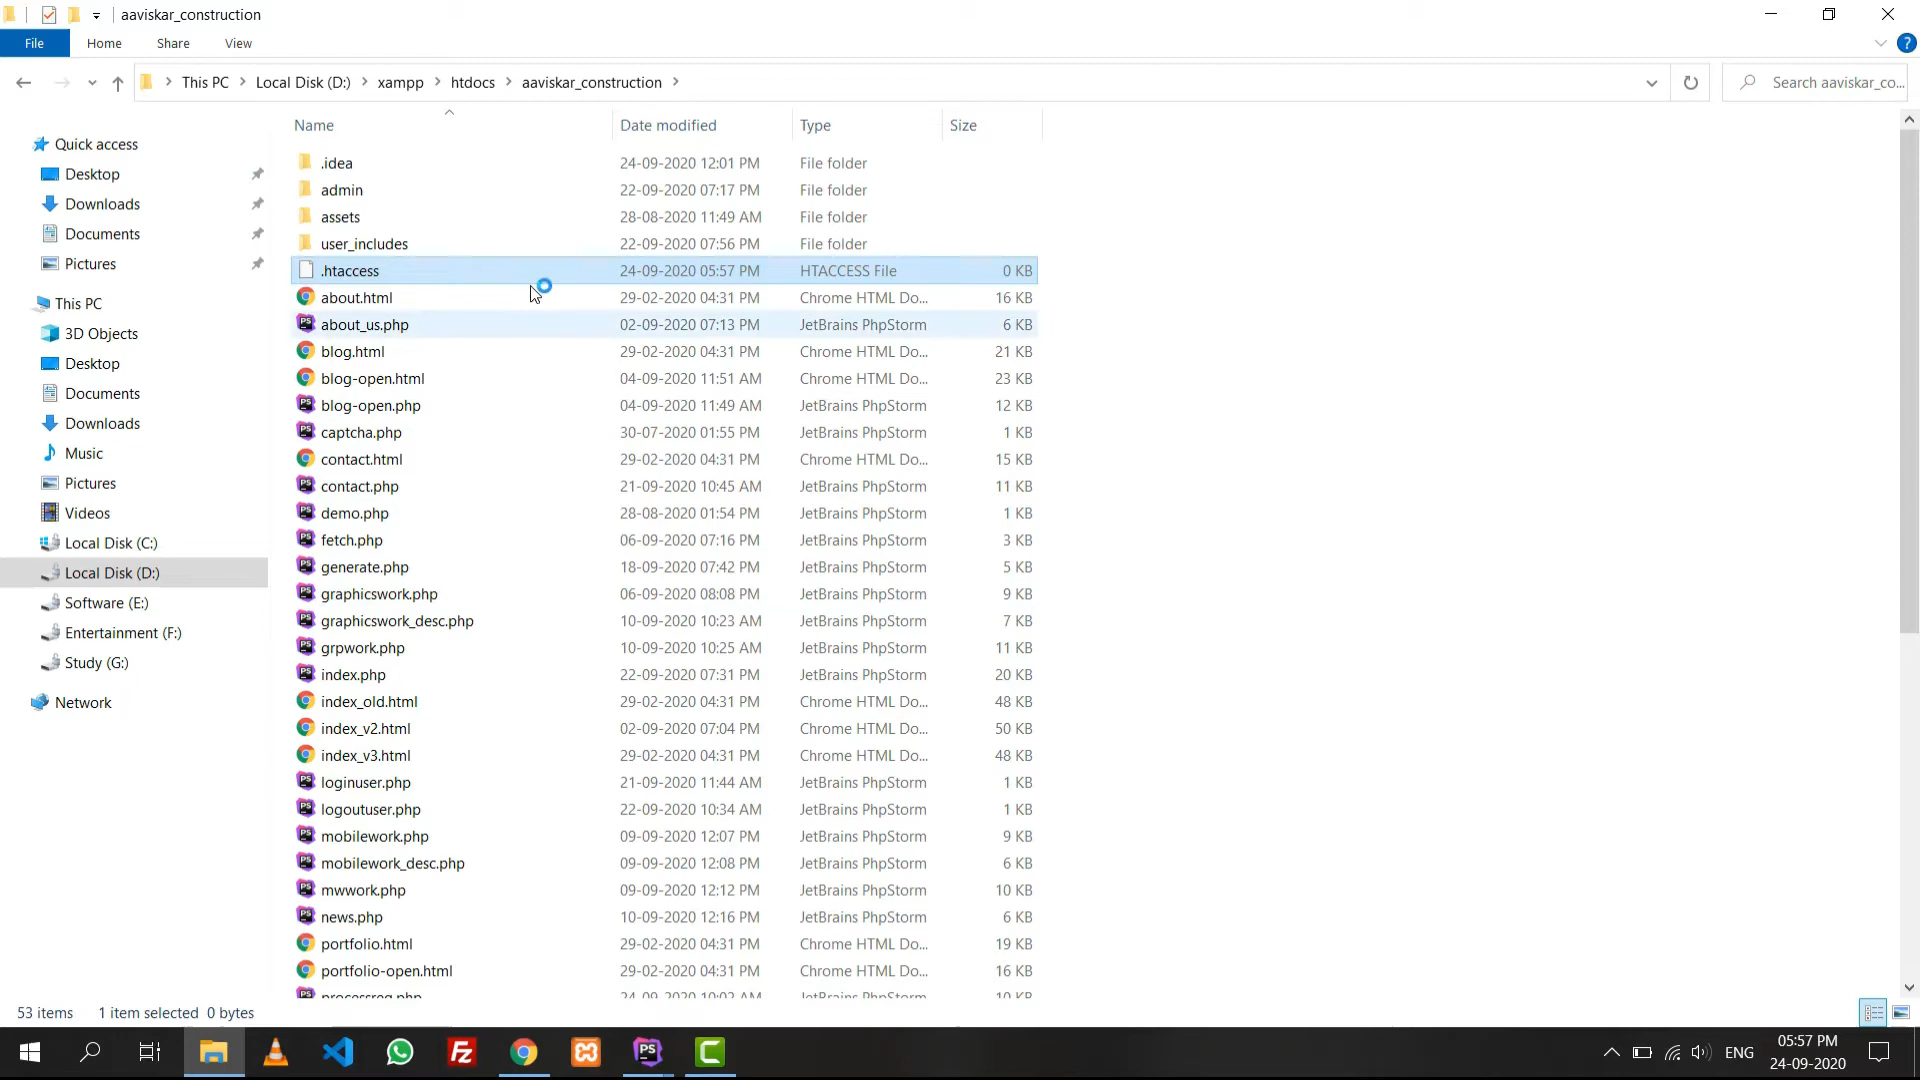 aaviskar_construction
File Home Share View
This PC Local Disk (D:) xampp htdocs aaviskar_construction Search aaviskar_co...
Name Date modified Type Size
Quick access
Desktop
Downloads
Documents
Pictures
This PC
3D Objects
Desktop
Documents
Downloads
Music
Pictures
Videos
Local Disk (C:)
Local Disk (D:)
Software (E:)
Entertainment (F:)
Study (G:)
Network
.idea 24-09-2020 12:01 PM File folder
admin 22-09-2020 07:17 PM File folder
assets 28-08-2020 11:49 AM File folder
user_includes 22-09-2020 07:56 PM File folder
.htaccess 24-09-2020 05:57 PM HTACCESS File 0 KB
about.html 29-02-2020 04:31 PM Chrome HTML Do... 16 KB
about_us.php 02-09-2020 07:13 PM JetBrains PhpStorm 6 KB
blog.html 29-02-2020 04:31 PM Chrome HTML Do... 21 KB
blog-open.html 04-09-2020 11:51 AM Chrome HTML Do... 23 KB
blog-open.php 04-09-2020 11:49 AM JetBrains PhpStorm 12 KB
captcha.php 30-07-2020 01:55 PM JetBrains PhpStorm 1 KB
contact.html 29-02-2020 04:31 PM Chrome HTML Do... 15 KB
contact.php 21-09-2020 10:45 AM JetBrains PhpStorm 11 KB
demo.php 28-08-2020 01:54 PM JetBrains PhpStorm 1 KB
fetch.php 06-09-2020 07:16 PM JetBrains PhpStorm 3 KB
generate.php 18-09-2020 07:42 PM JetBrains PhpStorm 5 KB
graphicswork.php 06-09-2020 08:08 PM JetBrains PhpStorm 9 KB
graphicswork_desc.php 10-09-2020 10:23 AM JetBrains PhpStorm 7 KB
grpwork.php 10-09-2020 10:25 AM JetBrains PhpStorm 11 KB
index.php 22-09-2020 07:31 PM JetBrains PhpStorm 20 KB
index_old.html 29-02-2020 04:31 PM Chrome HTML Do... 48 KB
index_v2.html 02-09-2020 07:04 PM Chrome HTML Do... 50 KB
index_v3.html 29-02-2020 04:31 PM Chrome HTML Do... 48 KB
loginuser.php 21-09-2020 11:44 AM JetBrains PhpStorm 1 KB
logoutuser.php 22-09-2020 10:34 AM JetBrains PhpStorm 1 KB
mobilework.php 09-09-2020 12:07 PM JetBrains PhpStorm 9 KB
mobilework_desc.php 09-09-2020 12:08 PM JetBrains PhpStorm 6 KB
mwwork.php 09-09-2020 12:12 PM JetBrains PhpStorm 10 KB
news.php 10-09-2020 12:16 PM JetBrains PhpStorm 6 KB
portfolio.html 29-02-2020 04:31 PM Chrome HTML Do... 19 KB
portfolio-open.html 29-02-2020 04:31 PM Chrome HTML Do... 16 KB
53 items 1 item selected 0 bytes
ENG
05:57 PM
24-09-2020